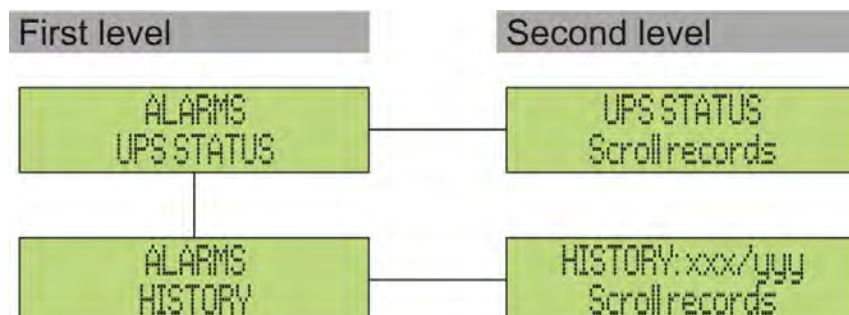 First level
Second level
ALARMS
UPS STATUS
UPS STATUS
Scroll records
ALARMS
HISTORY
HISTORY: xxx/yyy
Scroll records